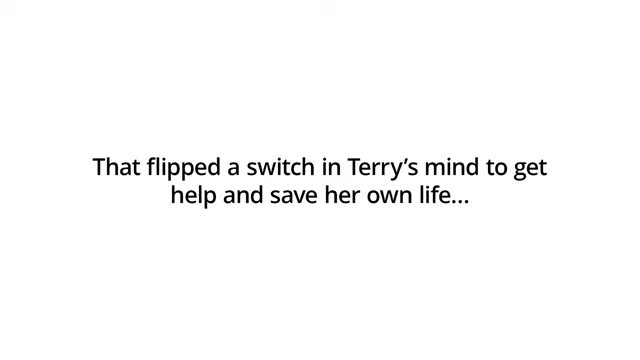 That flipped a switch in Terry’s mind to get
help and save her own life...